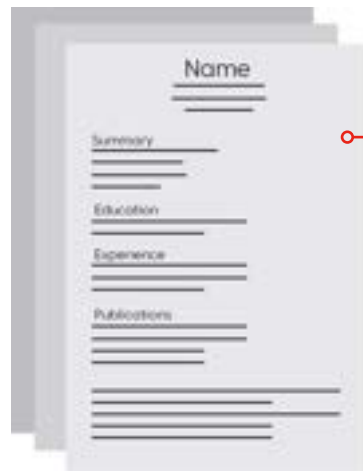 Name
Summary
Education
Experience
Publications